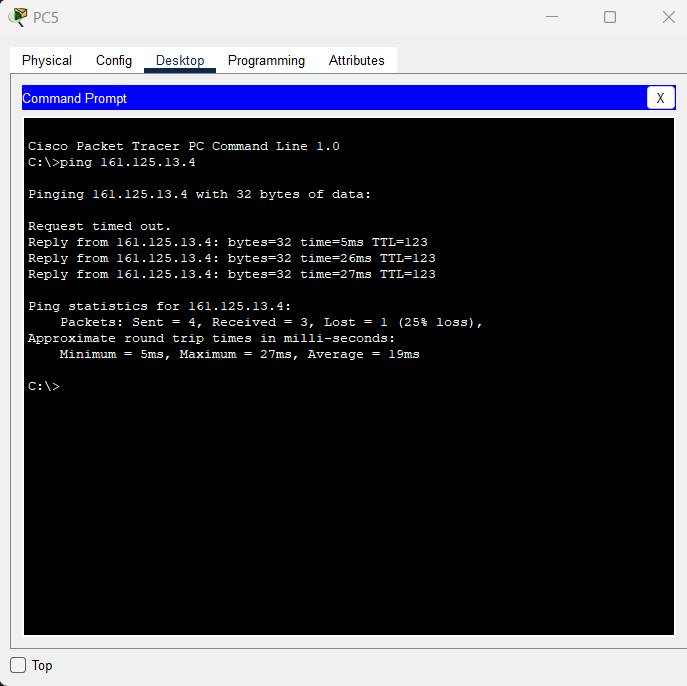 PC5
Physical Config Desktop Programming Attributes
Command Prompt X
Cisco Packet Tracer PC Command Line 1.0
C:\>ping 161.125.13.4
Pinging 161.125.13.4 with 32 bytes of data:
Request timed out.
Reply from 161.125.13.4: bytes=32 time=5ms TTL=123
Reply from 161.125.13.4: bytes=32 time=26ms TTL=123
Reply from 161.125.13.4: bytes=32 time=27ms TTL=123
Ping statistics for 161.125.13.4:
Packets: Sent = 4, Received = 3, Lost = 1 (25% loss),
Approximate round trip times in milli-seconds:
Minimum = 5ms, Maximum = 27ms, Average = 19ms
C:\>
Top